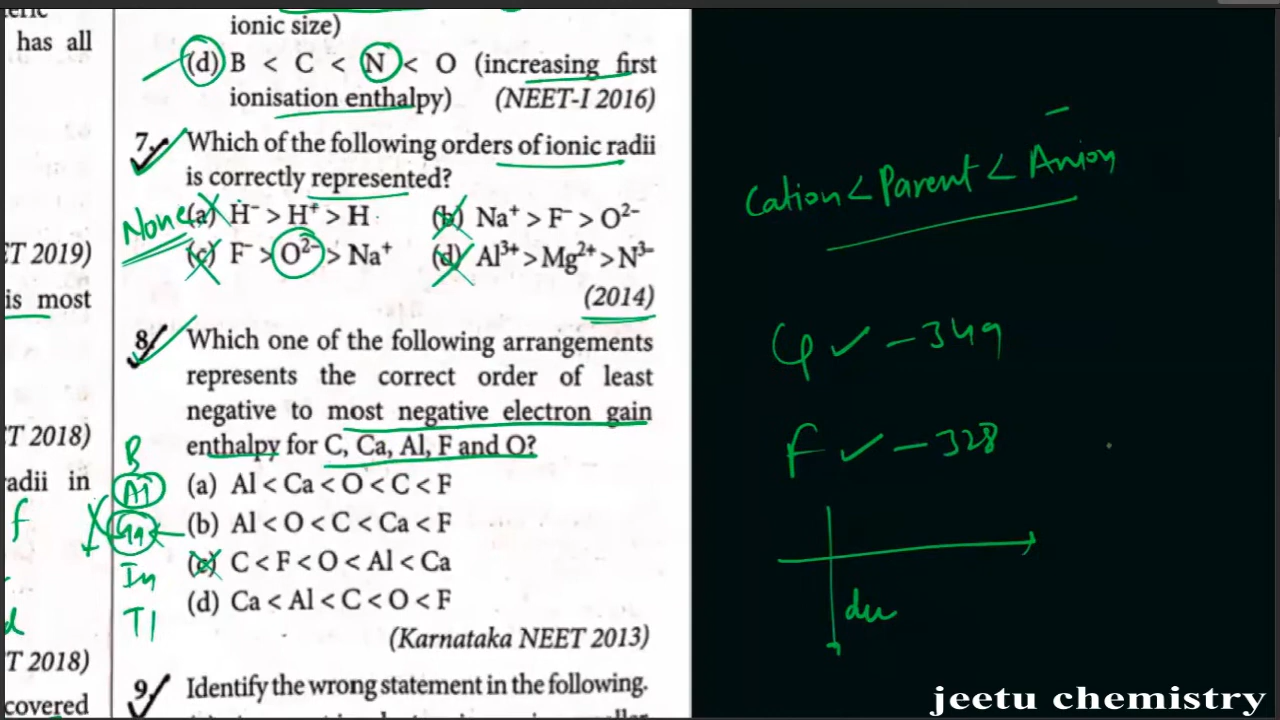 has all
ionic size)
(d) B < C < N < O (increasing first
ionisation enthalpy) (NEET-I 2016)
7. Which of the following orders of ionic radii
is correctly represented?
None
(a) H⁻ > H⁺ > H (b) Na⁺ > F⁻ > O²⁻
(c) F⁻ > O²⁻ > Na⁺ (d) Al³⁺ > Mg²⁺ > N³⁻
(2014)
T 2019)
is most
8. Which one of the following arrangements
represents the correct order of least
negative to most negative electron gain
enthalpy for C, Ca, Al, F and O?
(a) Al < Ca < O < C < F
(b) Al < O < C < Ca < F
(c) C < F < O < Al < Ca
(d) Ca < Al < C < O < F
(Karnataka NEET 2013)
T 2018)
adii in
f
B
Al
Ga
In
Tl
T 2018)
covered
9. Identify the wrong statement in the following.
Cation < Parent < Anion
Cl ✓ -349
F ✓ -328
jeetu chemistry